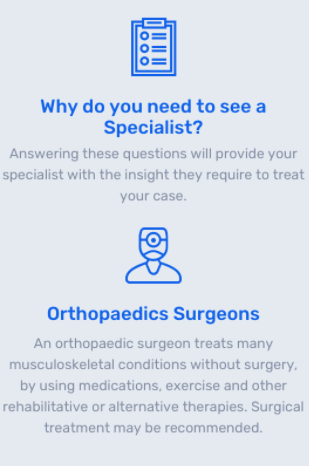 Why do you need to see a
Specialist?
Answering these questions will provide your
specialist with the insight they require to treat
your case.
Orthopaedics Surgeons
An orthopaedic surgeon treats many
musculoskeletal conditions without surgery,
by using medications, exercise and other
rehabilitative or alternative therapies. Surgical
treatment may be recommended.